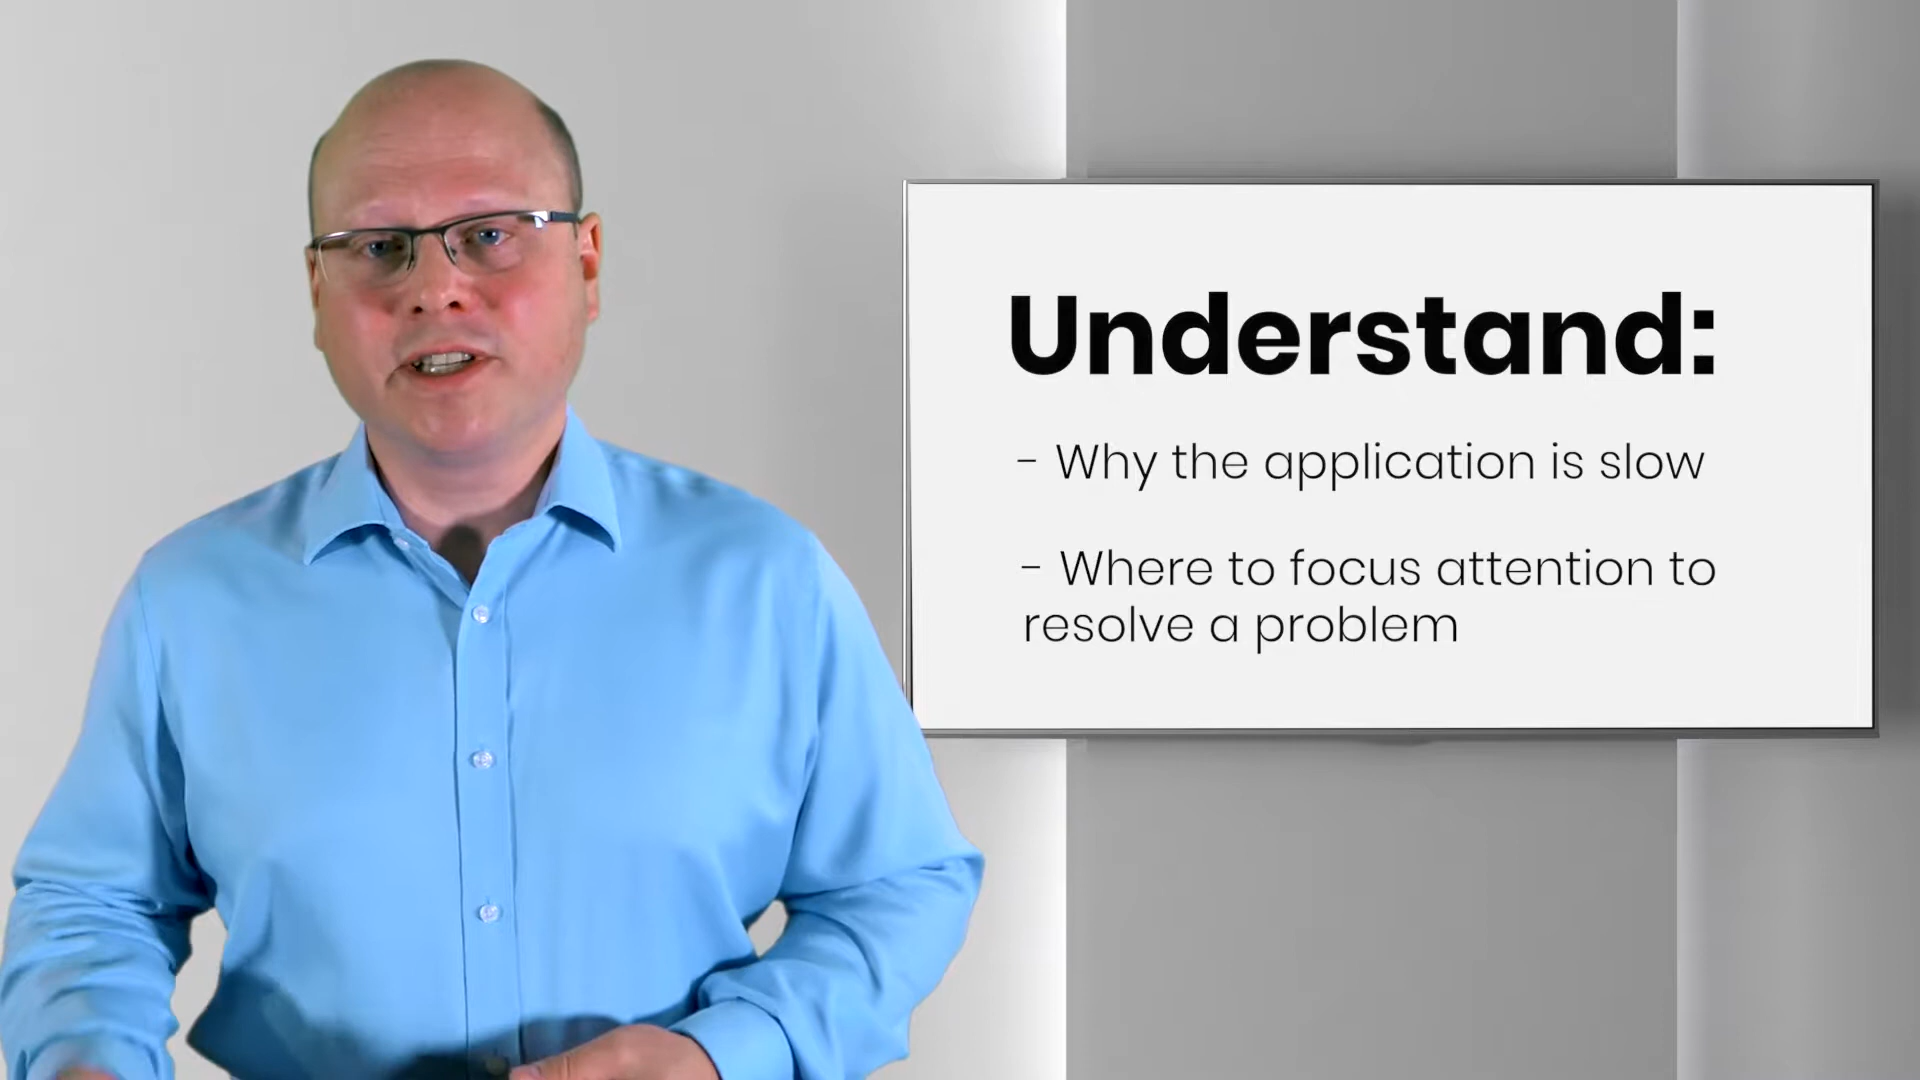 Understand:
- Why the application is slow
- Where to focus attention to
resolve a problem